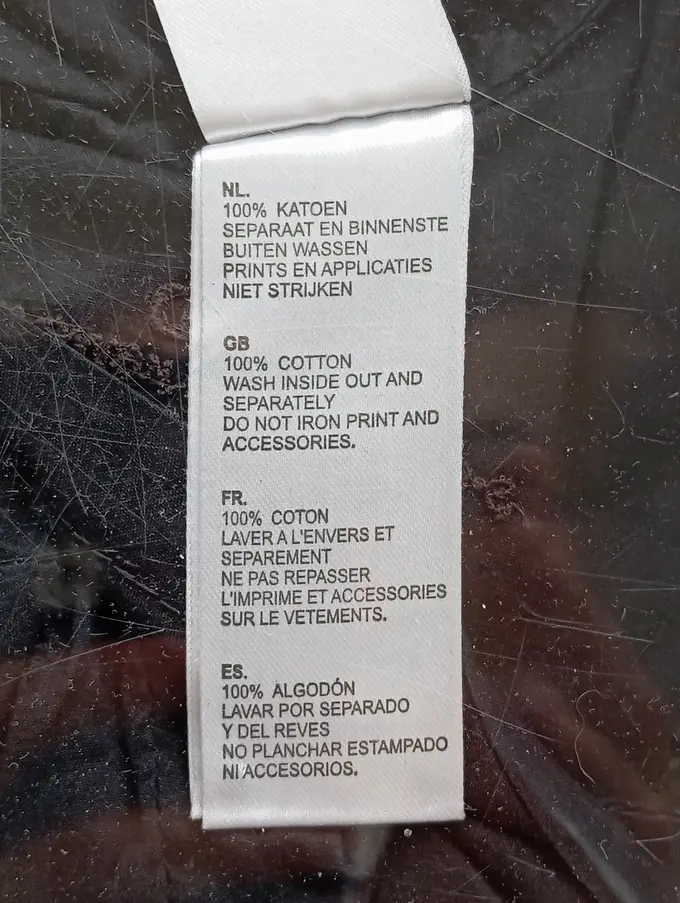 NL.
100% KATOEN
SEPARAAT EN BINNENSTE
BUITEN WASSEN
PRINTS EN APPLICATIES
NIET STRIJKEN
GB
100% COTTON
WASH INSIDE OUT AND
SEPARATELY
DO NOT IRON PRINT AND
ACCESSORIES.
FR.
100% COTON
LAVER A L'ENVERS ET
SEPAREMENT
NE PAS REPASSER
L'IMPRIME ET ACCESSORIES
SUR LE VETEMENTS.
ES.
100% ALGODÓN
LAVAR POR SEPARADO
Y DEL REVES
NO PLANCHAR ESTAMPADO
NI ACCESORIOS.